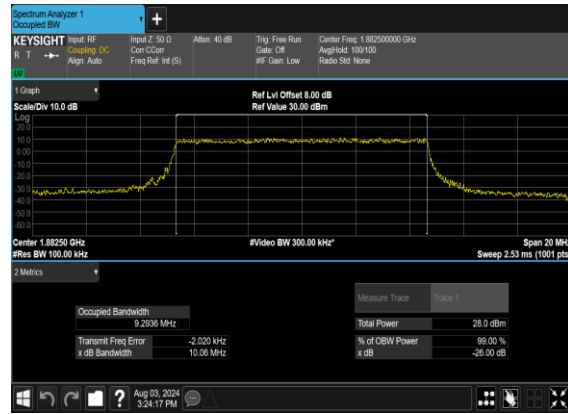 Spectrum Analyzer 1
Occupied BW
+
KEYSIGHT Input: RF Input Z: 50 Ω Atten: 40 dB Trig: Free Run Center Freq: 1.882500000 GHz
R T Coupling: DC Corr CCorr Gate: Off Avg|Hold: 100/100
Align: Auto Freq Ref: Int (S) #IF Gain: Low Radio Std: None
LXI
1 Graph
Ref Lvl Offset 8.00 dB
Scale/Div 10.0 dB Ref Value 30.00 dBm
Log
20.0
10.0
0.00
-10.0
-20.0
-30.0
-40.0
-50.0
-60.0
Center 1.88250 GHz #Video BW 300.00 kHz* Span 20 MHz
#Res BW 100.00 kHz Sweep 2.53 ms (1001 pts
2 Metrics
Measure Trace Trace 1
Occupied Bandwidth
9.2936 MHz Total Power 28.0 dBm
Transmit Freq Error -2.020 kHz % of OBW Power 99.00 %
x dB Bandwidth 10.06 MHz x dB -26.00 dB
? Aug 03, 2024
3:24:17 PM